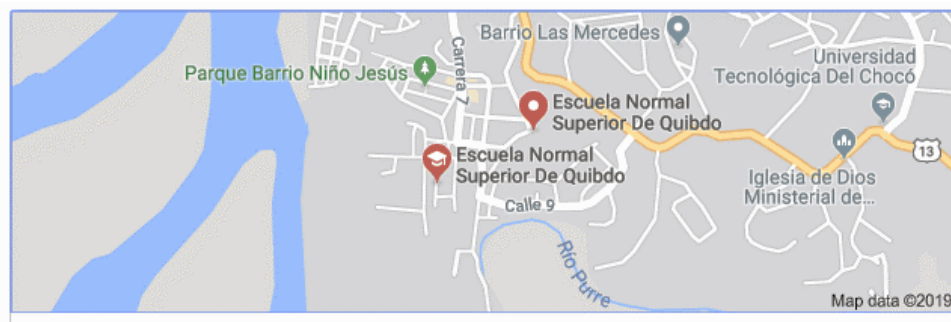 Barrio Las Mercedes
Universidad
Tecnológica Del Chocó
Parque Barrio Niño Jesús
Carrera 7
Escuela Normal
Superior De Quibdo
Escuela Normal
Superior De Quibdo
13
Iglesia de Dios
Ministerial de...
Calle 9
Río Purre
Map data ©2019